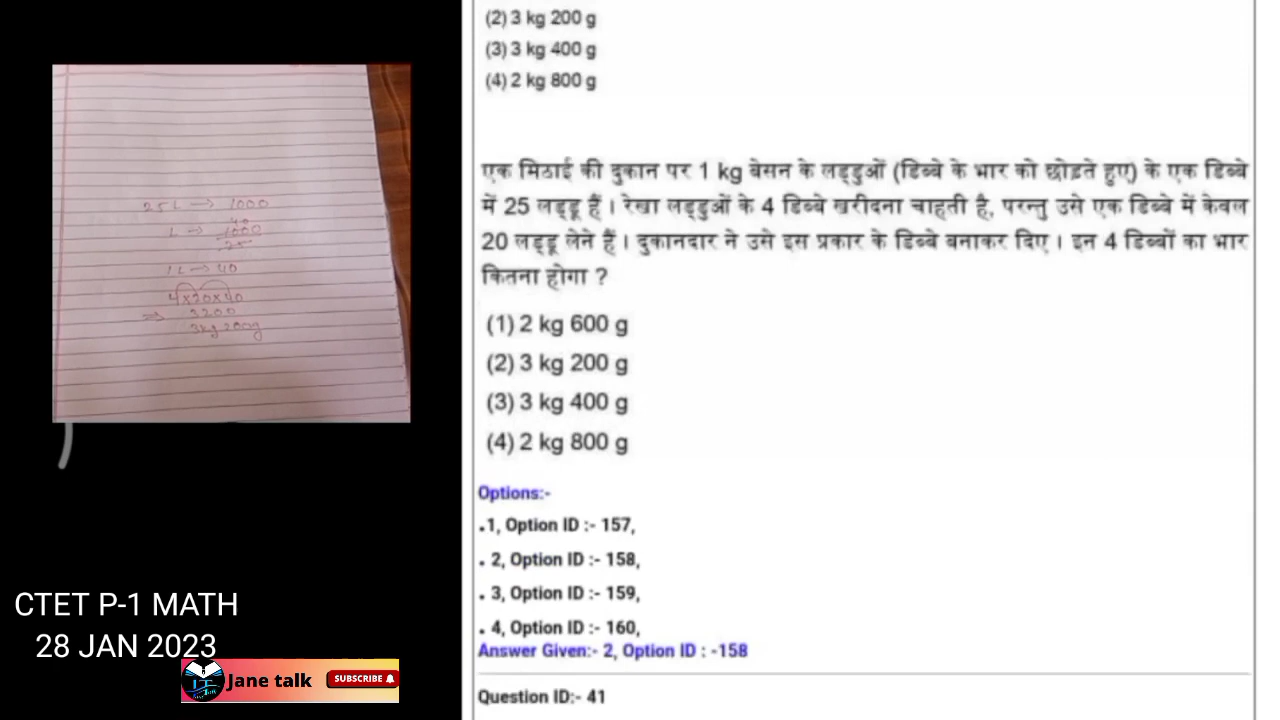 25L → 1000
L → 40
1000
25
1L → 40
4×20×40
⇒ 3200
3kg 200g
CTET P-1 MATH
28 JAN 2023
Jane talk
SUBSCRIBE
(2) 3 kg 200 g
(3) 3 kg 400 g
(4) 2 kg 800 g
एक मिठाई की दुकान पर 1 kg बेसन के लड्डुओं (डिब्बे के भार को छोड़ते हुए) के एक डिब्बे
में 25 लड्डू हैं । रेखा लड्डुओं के 4 डिब्बे खरीदना चाहती है, परन्तु उसे एक डिब्बे में केवल
20 लड्डू लेने हैं । दुकानदार ने उसे इस प्रकार के डिब्बे बनाकर दिए । इन 4 डिब्बों का भार
कितना होगा ?
(1) 2 kg 600 g
(2) 3 kg 200 g
(3) 3 kg 400 g
(4) 2 kg 800 g
Options:-
.1, Option ID :- 157,
. 2, Option ID :- 158,
. 3, Option ID :- 159,
. 4, Option ID :- 160,
Answer Given:- 2, Option ID : -158
Question ID:- 41